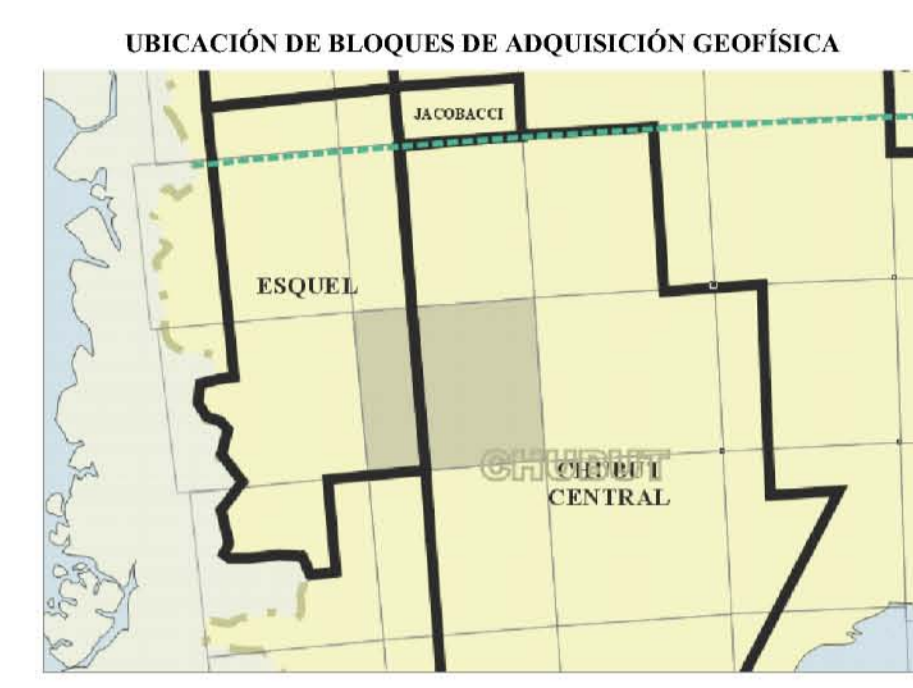 UBICACIÓN DE BLOQUES DE ADQUISICIÓN GEOFÍSICA
JACOBACCI
ESQUEL
CHUBUT
CHUBUT
CENTRAL